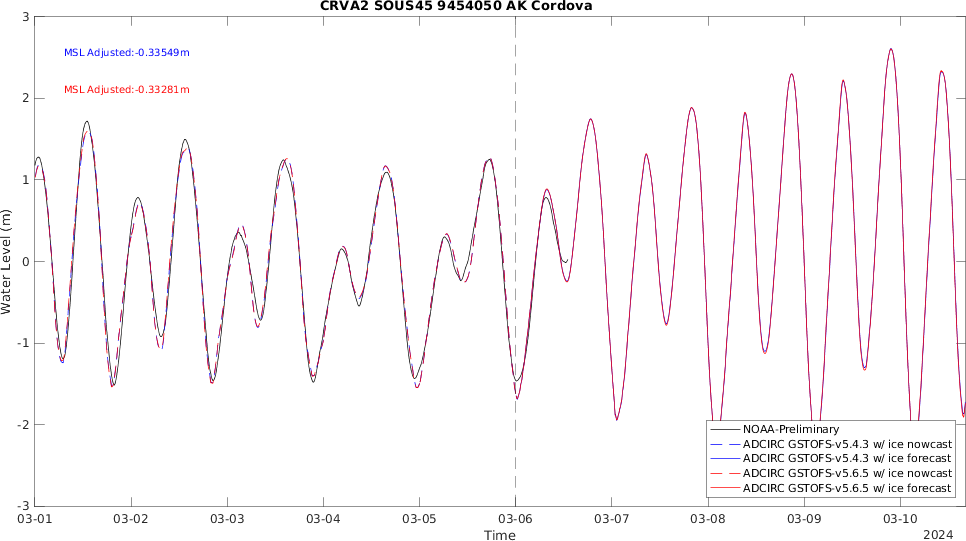 CRVA2 SOUS45 9454050 AK Cordova
MSL Adjusted:-0.33549m
MSL Adjusted:-0.33281m
Water Level (m)
3
2
1
0
-1
-2
-3
NOAA-Preliminary
ADCIRC GSTOFS-v5.4.3 w/ ice nowcast
ADCIRC GSTOFS-v5.4.3 w/ ice forecast
ADCIRC GSTOFS-v5.6.5 w/ ice nowcast
ADCIRC GSTOFS-v5.6.5 w/ ice forecast
03-01 03-02 03-03 03-04 03-05 03-06 03-07 03-08 03-09 03-10
Time
2024